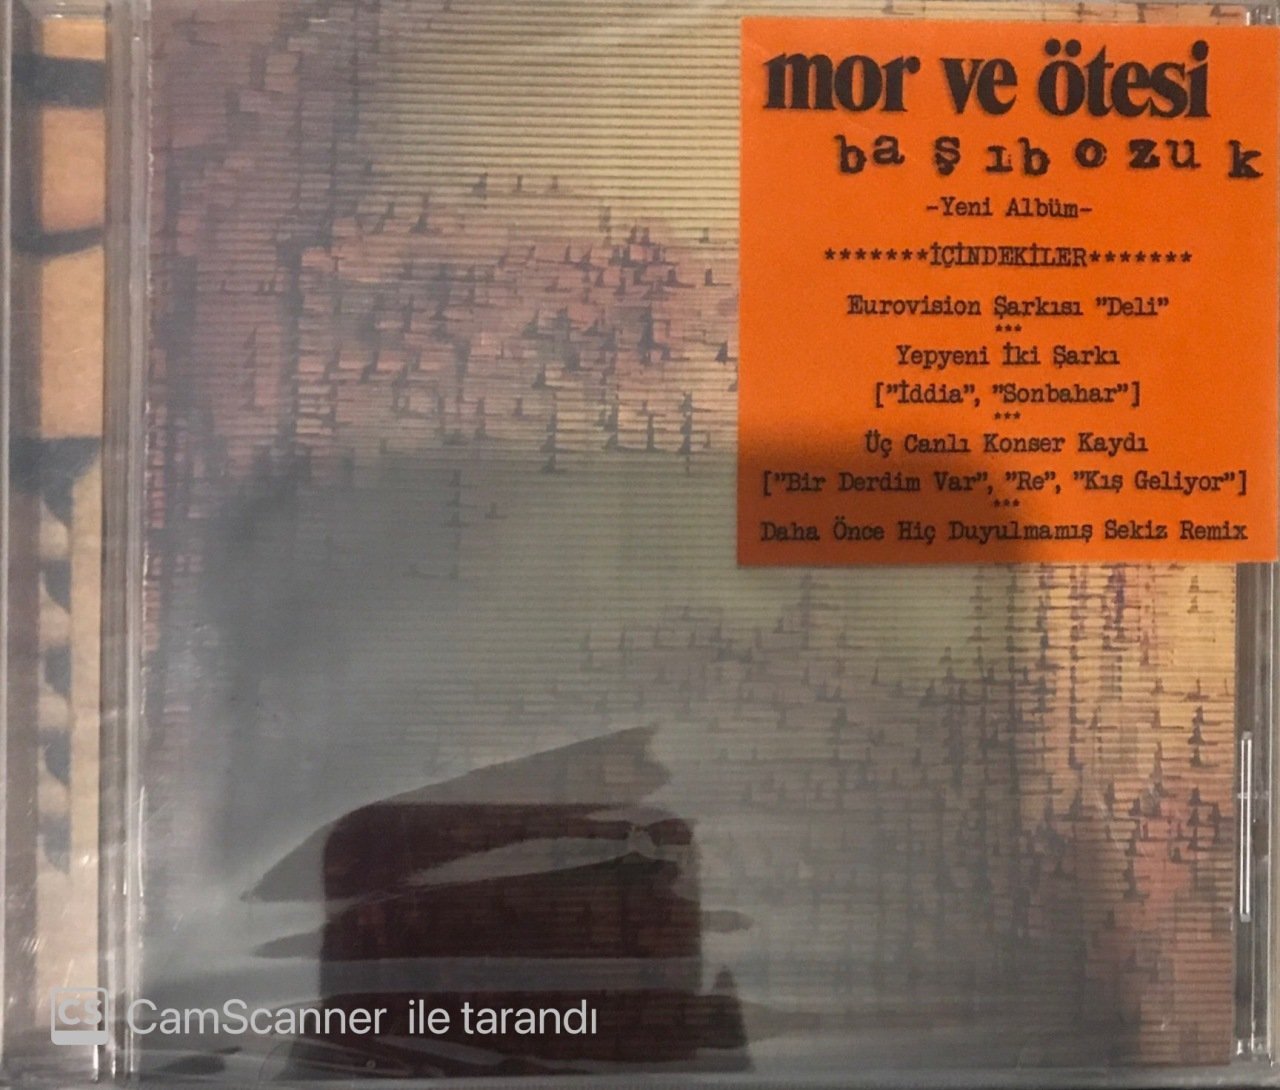 mor ve ötesi
başıbozuk
-Yeni Albüm-
*******İÇİNDEKİLER*******
Eurovision Şarkısı "Deli"
***
Yepyeni İki Şarkı
["İddia", "Sonbahar"]
***
Üç Canlı Konser Kaydı
["Bir Derdim Var", "Re", "Kış Geliyor"]
***
Daha Önce Hiç Duyulmamış Sekiz Remix
CS CamScanner ile tarandı